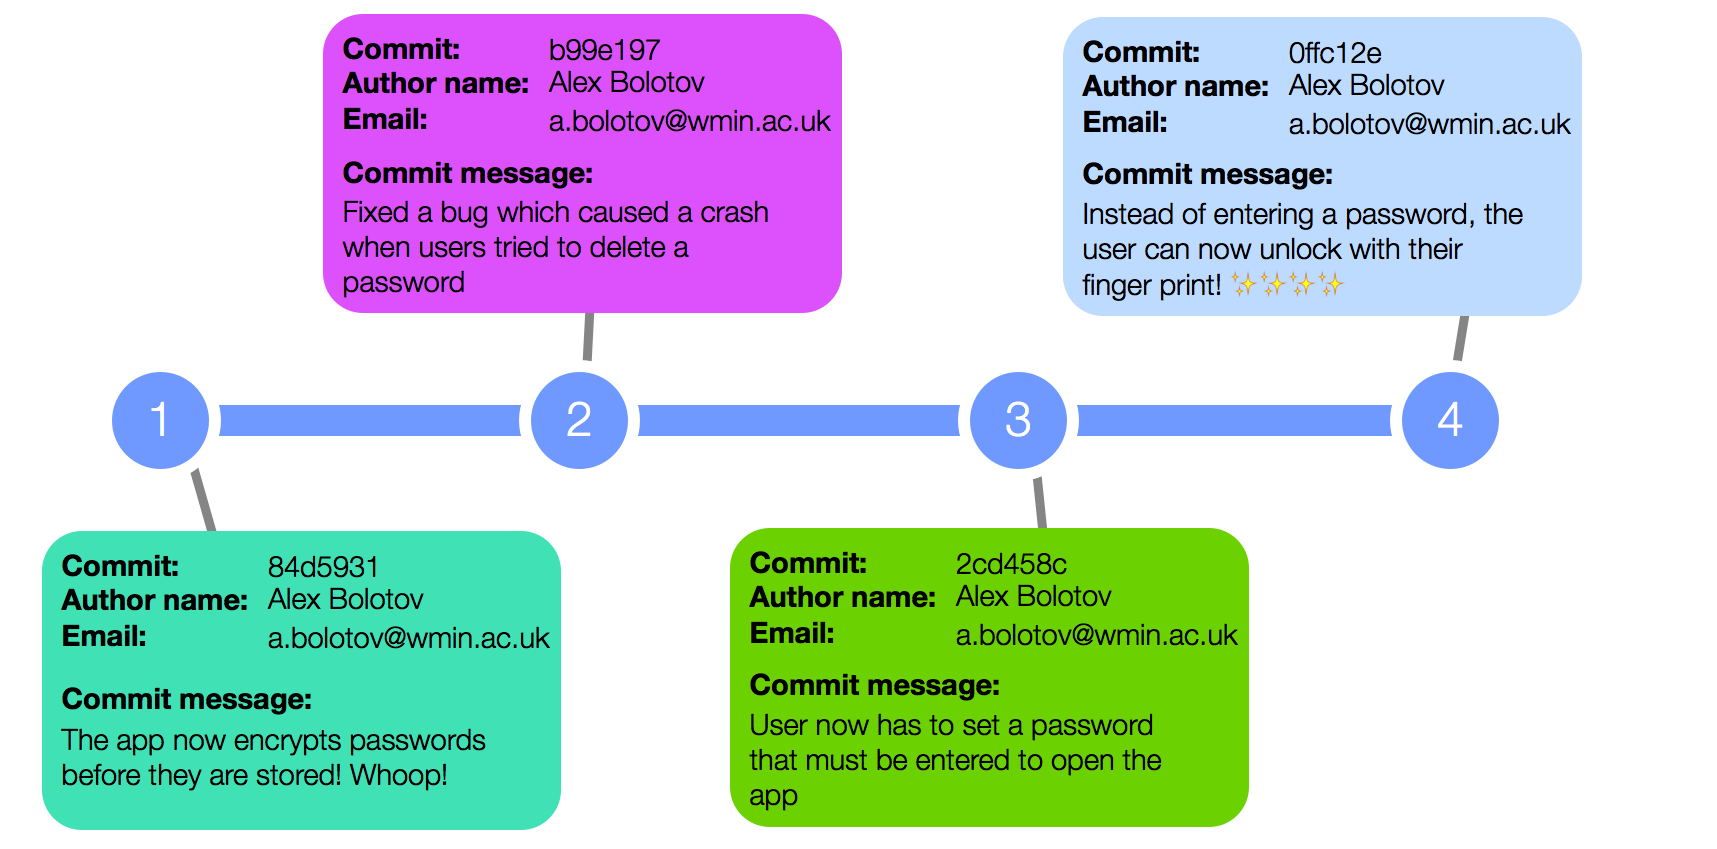 Commit: b99e197
Author name: Alex Bolotov
Email: a.bolotov@wmin.ac.uk
Commit message:
Fixed a bug which caused a crash
when users tried to delete a
password
Commit: 0ffc12e
Author name: Alex Bolotov
Email: a.bolotov@wmin.ac.uk
Commit message:
Instead of entering a password, the
user can now unlock with their
finger print! ✨✨✨✨
1 2 3 4
Commit: 84d5931
Author name: Alex Bolotov
Email: a.bolotov@wmin.ac.uk
Commit message:
The app now encrypts passwords
before they are stored! Whoop!
Commit: 2cd458c
Author name: Alex Bolotov
Email: a.bolotov@wmin.ac.uk
Commit message:
User now has to set a password
that must be entered to open the
app